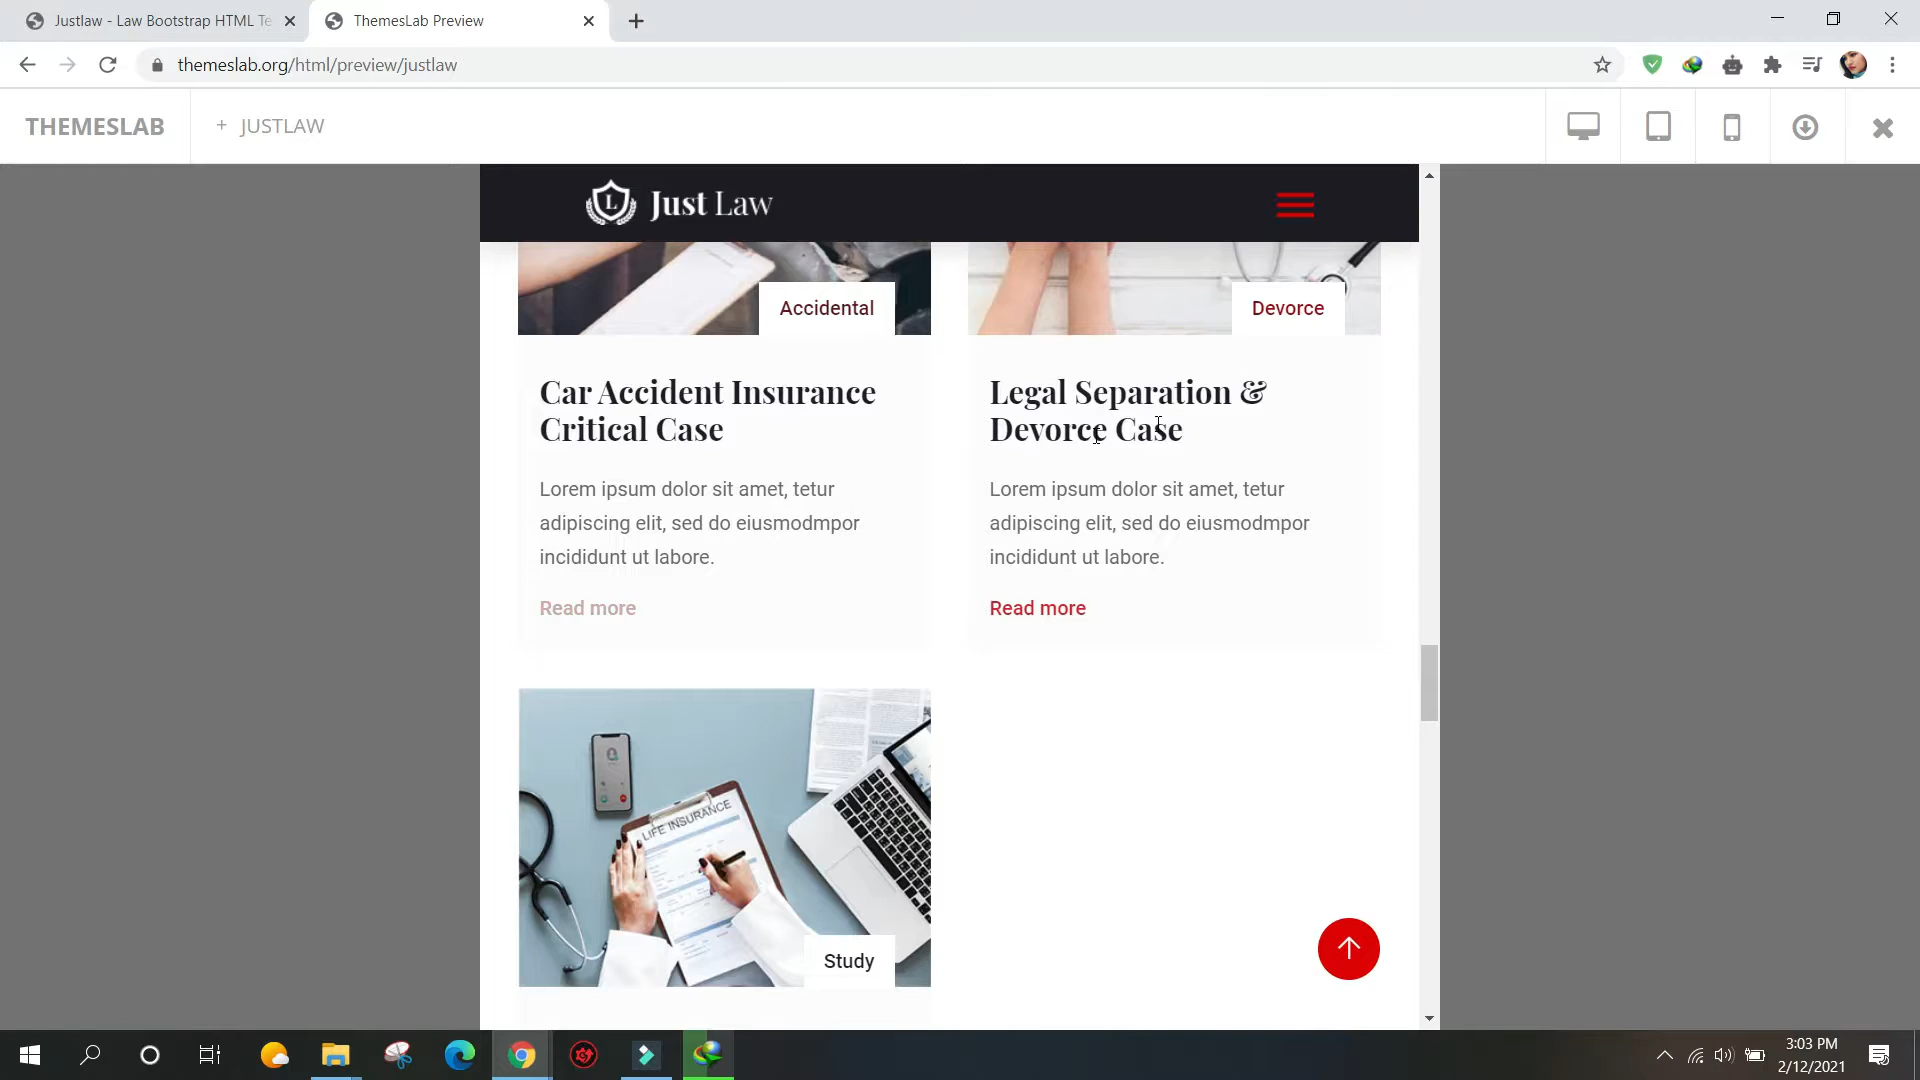 Justlaw - Law Bootstrap HTML Te
ThemesLab Preview
themeslab.org/html/preview/justlaw
THEMESLAB
+ JUSTLAW
L Just Law
Accidental
Devorce
Car Accident Insurance
Critical Case
Legal Separation &
Devorce Case
Lorem ipsum dolor sit amet, tetur
adipiscing elit, sed do eiusmodmpor
incididunt ut labore.
Lorem ipsum dolor sit amet, tetur
adipiscing elit, sed do eiusmodmpor
incididunt ut labore.
Read more
Read more
LIFE INSURANCE
Study
3:03 PM
2/12/2021